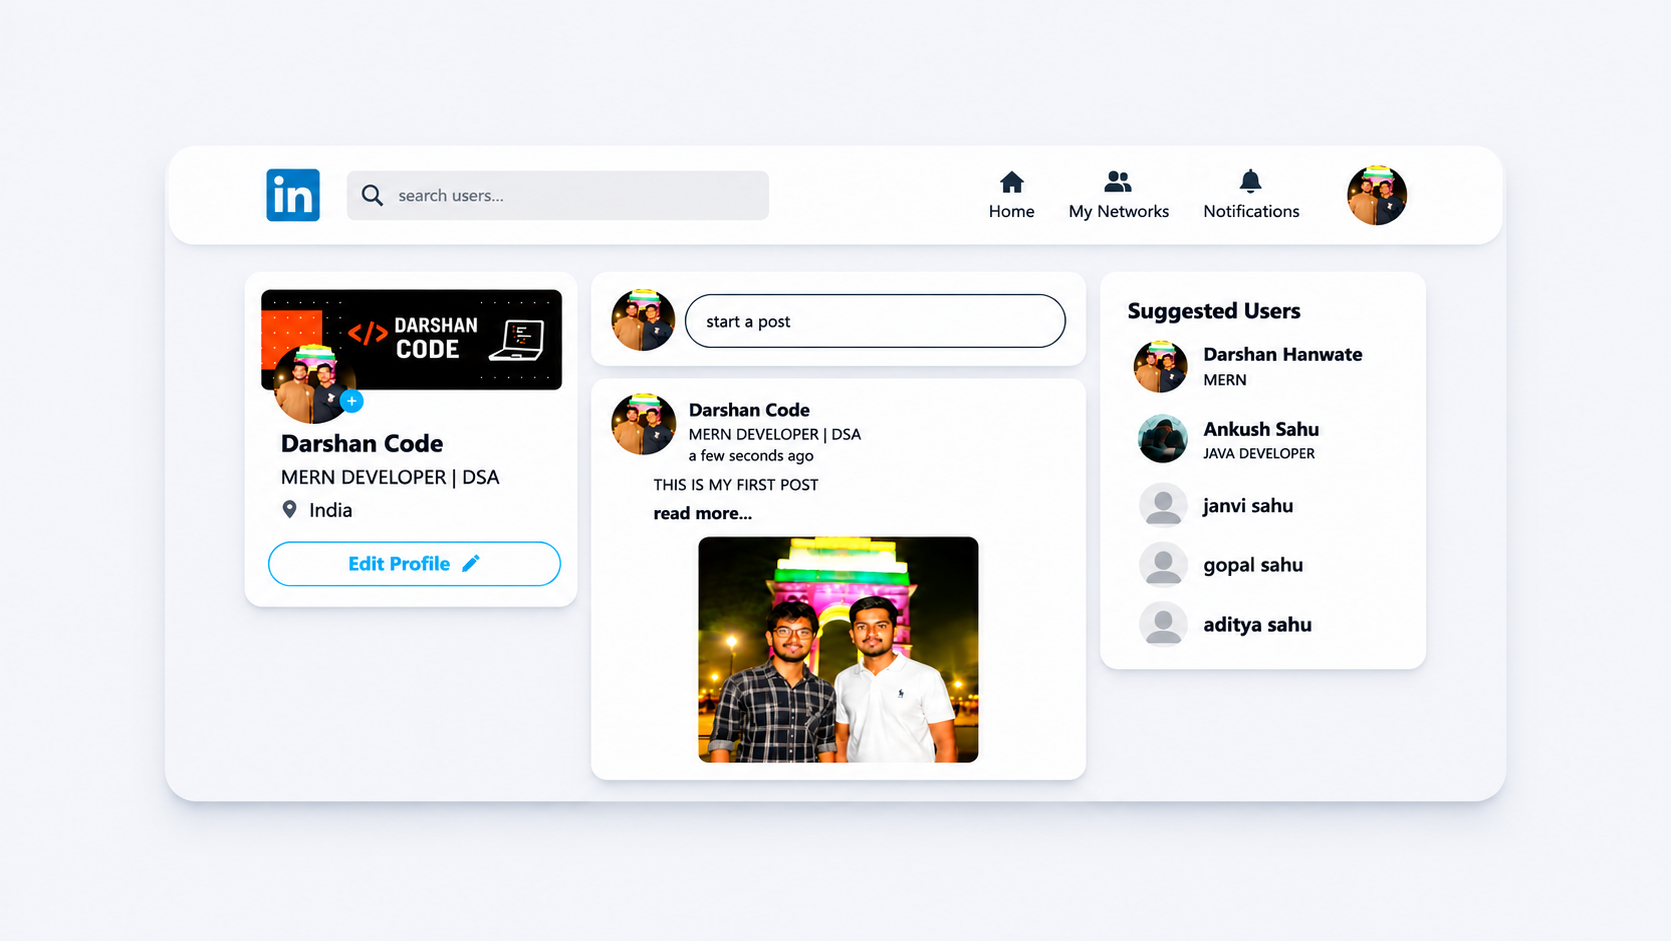 in
search users...
Home
My Networks
Notifications
</> DARSHAN
CODE
Darshan Code
MERN DEVELOPER | DSA
India
Edit Profile
start a post
Darshan Code
MERN DEVELOPER | DSA
a few seconds ago
THIS IS MY FIRST POST
read more...
Suggested Users
Darshan Hanwate
MERN
Ankush Sahu
JAVA DEVELOPER
janvi sahu
gopal sahu
aditya sahu